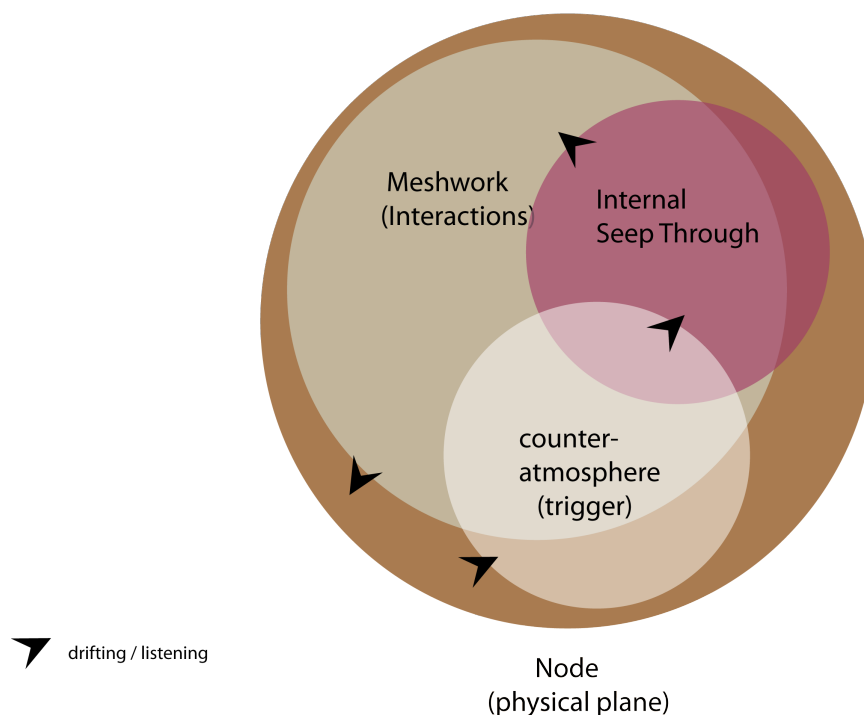 Meshwork
(Interactions)
Internal
Seep Through
counter-
atmosphere
(trigger)
drifting / listening
Node
(physical plane)